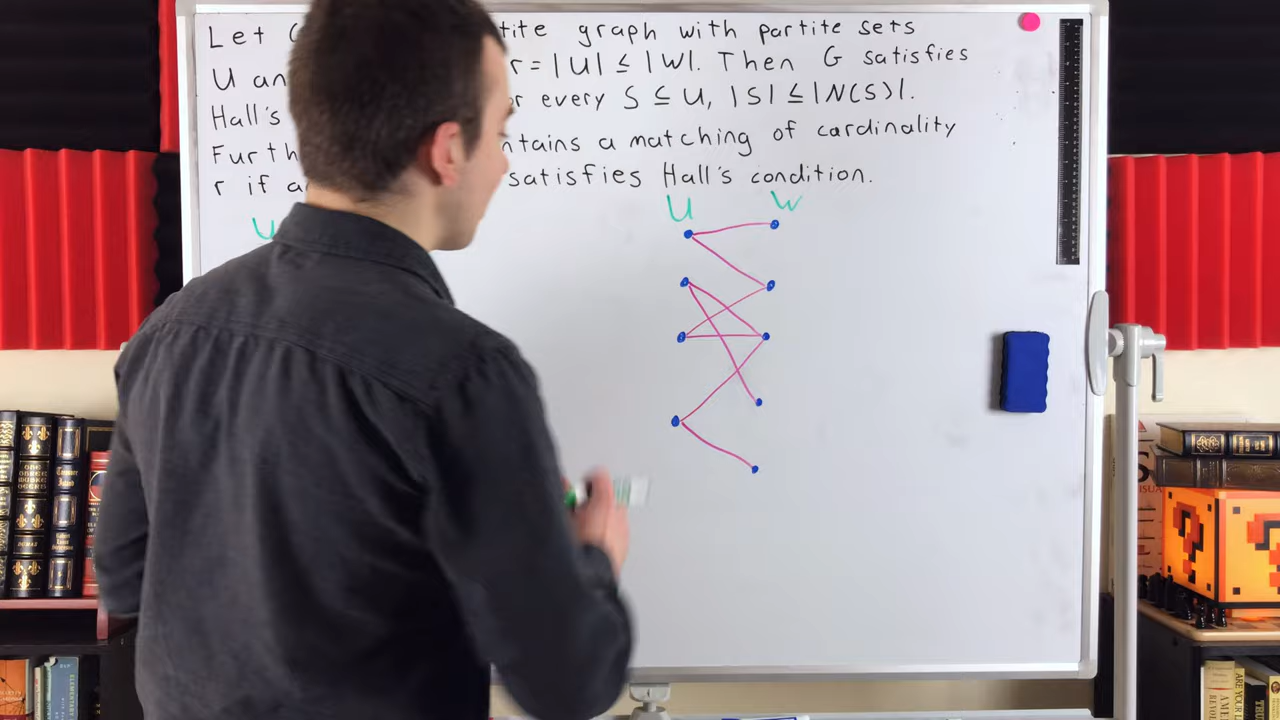 Let tite graph with partite sets
U an r = |U| ≤ |W|. Then G satisfies
Hall's or every S ⊆ U, |S| ≤ |N(S)|.
Furth ntains a matching of cardinality
r if a satisfies Hall's condition.
U U W